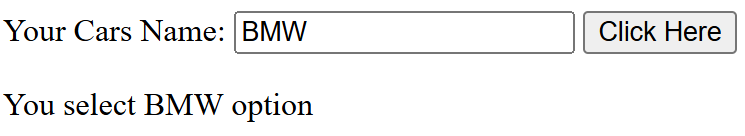 Your Cars Name: BMW Click Here
You select BMW option